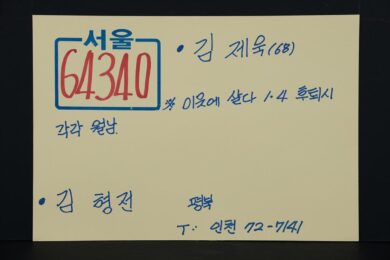 서울
64340
• 김 제욱(68)
※ 이웃에 살다 1·4 후퇴시
각각 월남
• 김 형전 평북
T: 인천 72-7141